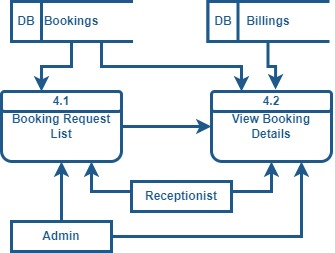 DB Bookings
DB Billings
4.1
Booking Request
List
4.2
View Booking
Details
Receptionist
Admin